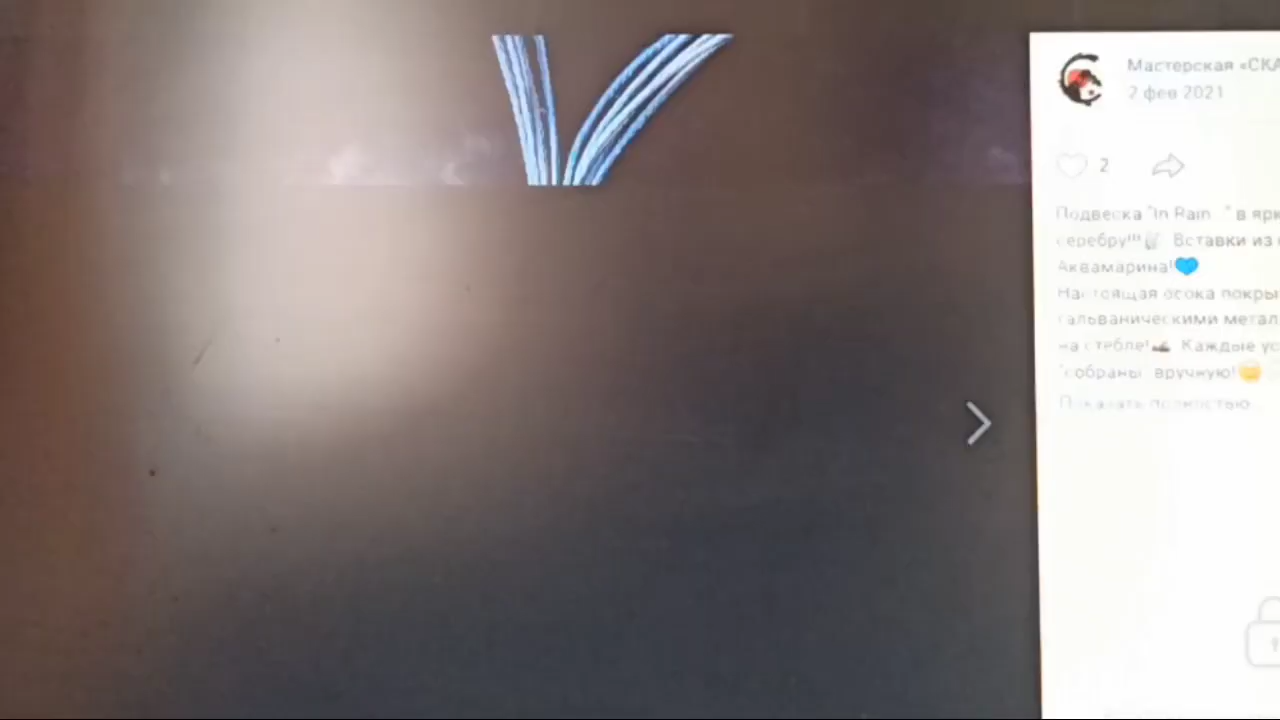 Мастерская «СКА
2 фев 2021
2
Подвеска "In Rain " в ярк
серебру!!! Вставки из
Аквамарина!
Настоящая осока покры
гальваническими метал
на стебле! Каждые ус
собраны вручную!
Показать полностью...